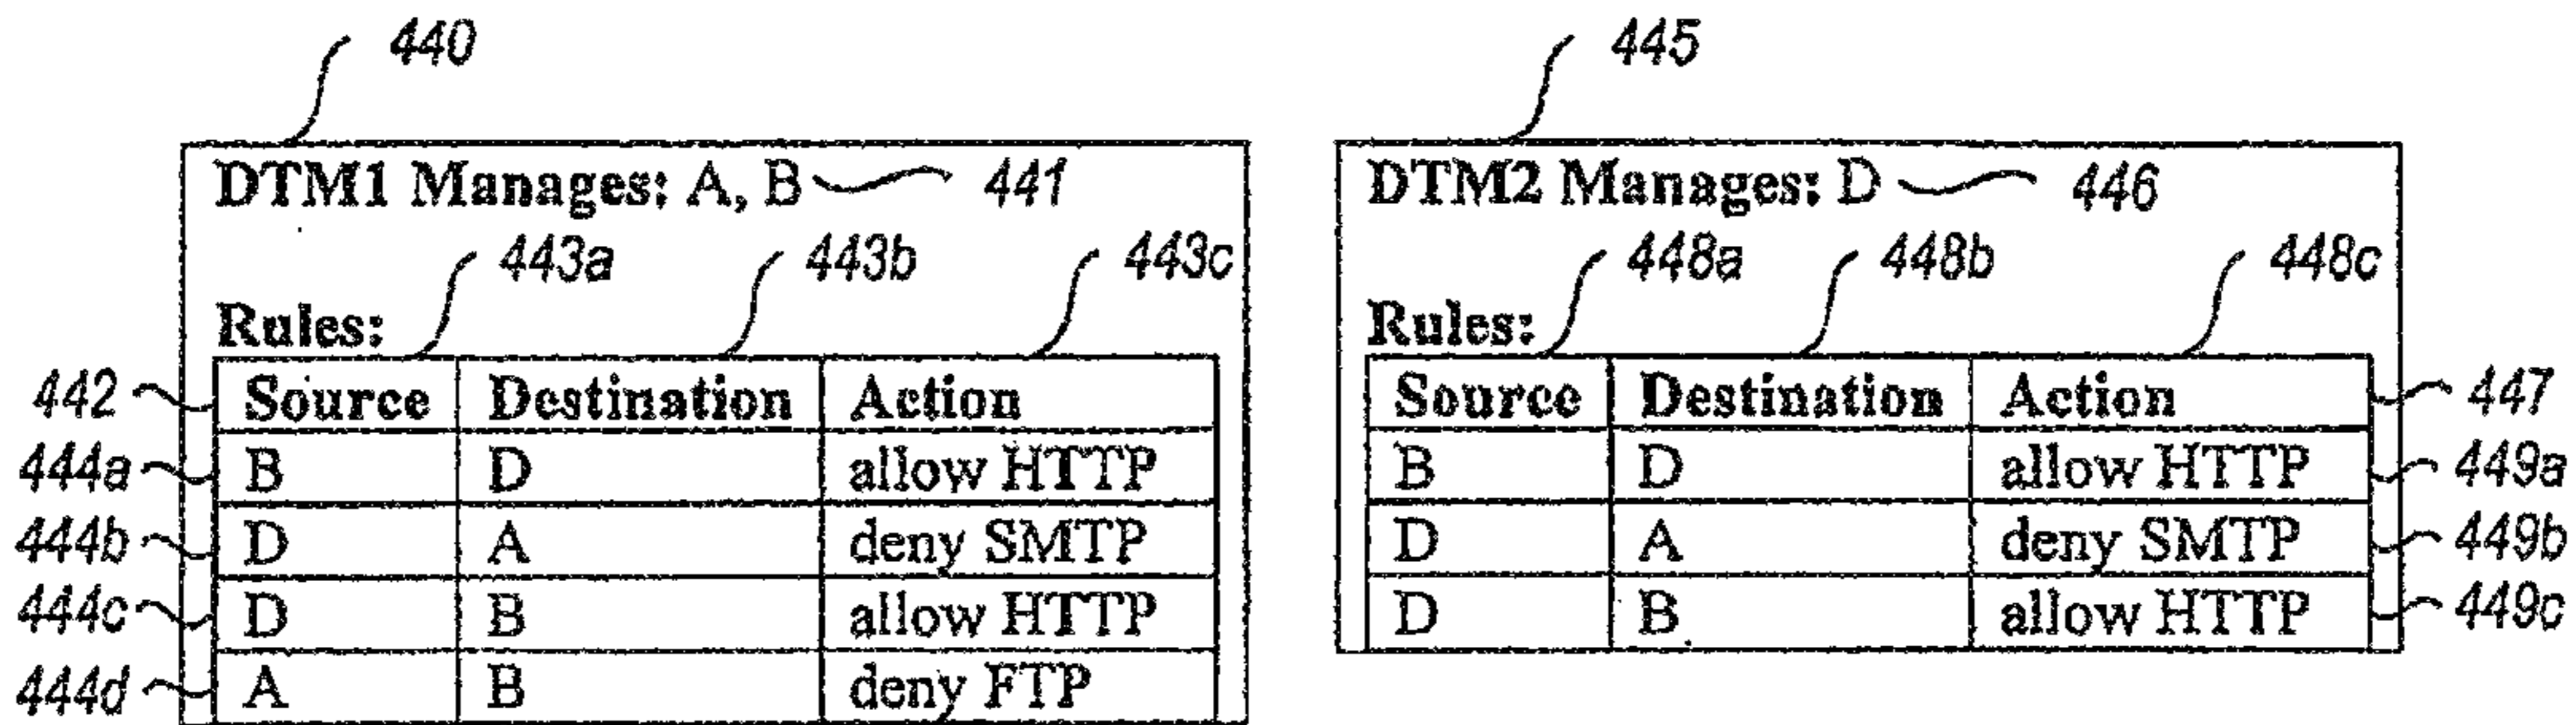 440
445
DTM1 Manages: A, B 441
DTM2 Manages: D 446
443a 443b 443c
448a 448b 448c
Rules:
Rules:
442 Source Destination Action
Source Destination Action 447
444a B D allow HTTP
B D allow HTTP 449a
444b D A deny SMTP
D A deny SMTP 449b
444c D B allow HTTP
D B allow HTTP 449c
444d A B deny FTP